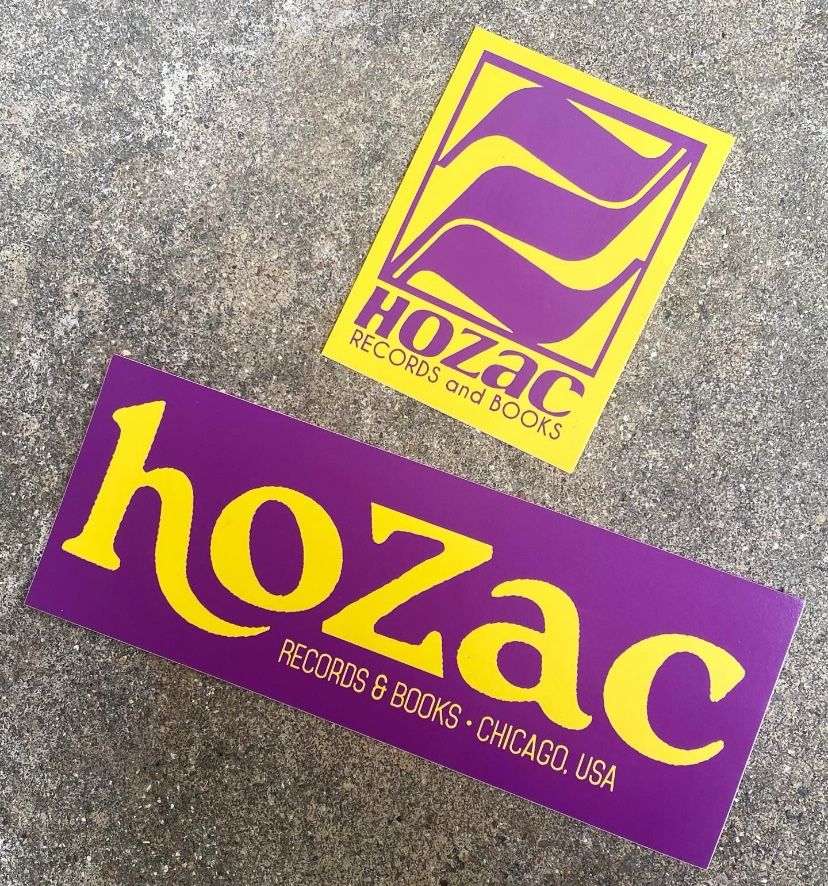 HOZac
RECORDS and BOOKS
hoZac
RECORDS & BOOKS • CHICAGO, USA